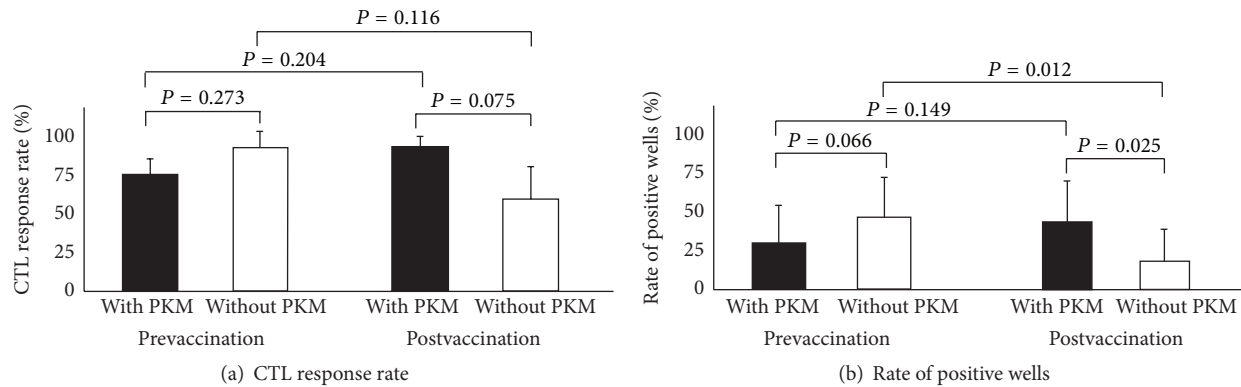 P = 0.116
P = 0.204
P = 0.273
P = 0.075
CTL response rate (%)
100
75
50
25
0
With PKM Without PKM With PKM Without PKM
Prevaccination Postvaccination
(a) CTL response rate
P = 0.012
P = 0.149
P = 0.066
P = 0.025
Rate of positive wells (%)
100
75
50
25
0
With PKM Without PKM With PKM Without PKM
Prevaccination Postvaccination
(b) Rate of positive wells